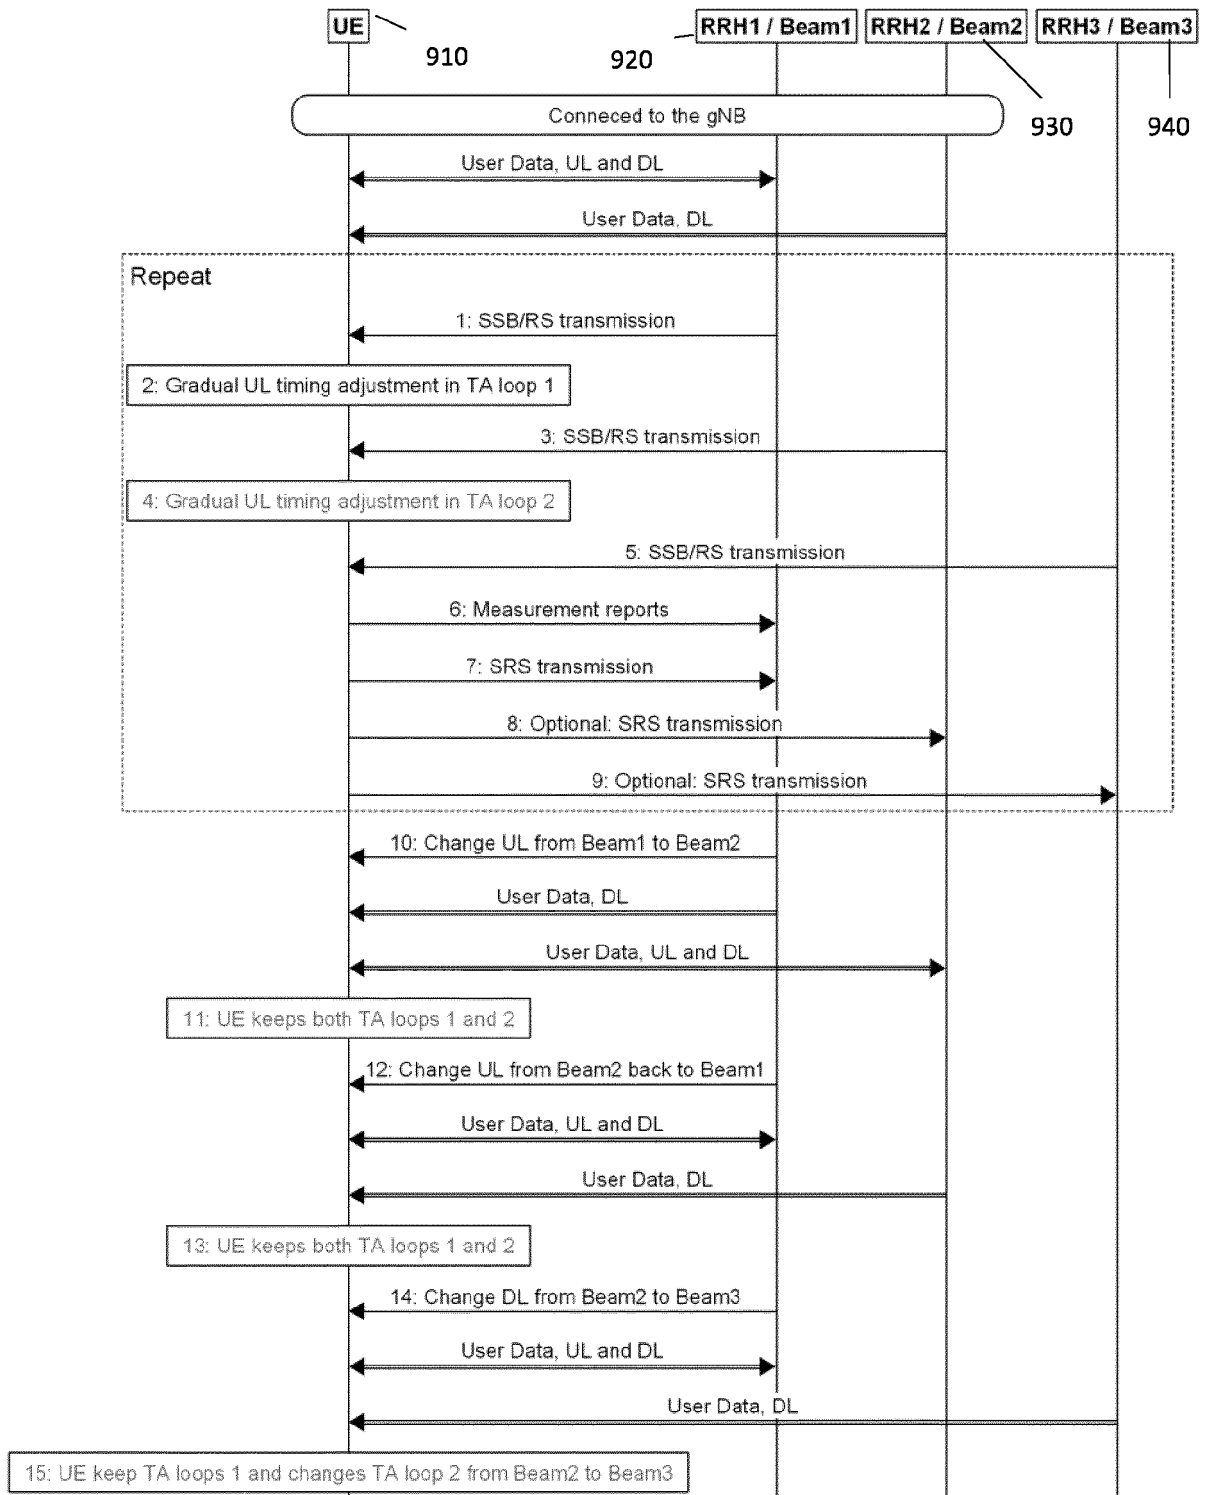 UE
RRH1 / Beam1
RRH2 / Beam2
RRH3 / Beam3
910
920
930
940
Conneced to the gNB
User Data, UL and DL
User Data, DL
Repeat
1: SSB/RS transmission
2: Gradual UL timing adjustment in TA loop 1
3: SSB/RS transmission
4: Gradual UL timing adjustment in TA loop 2
5: SSB/RS transmission
6: Measurement reports
7: SRS transmission
8: Optional: SRS transmission
9: Optional: SRS transmission
10: Change UL from Beam1 to Beam2
User Data, DL
User Data, UL and DL
11: UE keeps both TA loops 1 and 2
12: Change UL from Beam2 back to Beam1
User Data, UL and DL
User Data, DL
13: UE keeps both TA loops 1 and 2
14: Change DL from Beam2 to Beam3
User Data, UL and DL
User Data, DL
15: UE keep TA loops 1 and changes TA loop 2 from Beam2 to Beam3